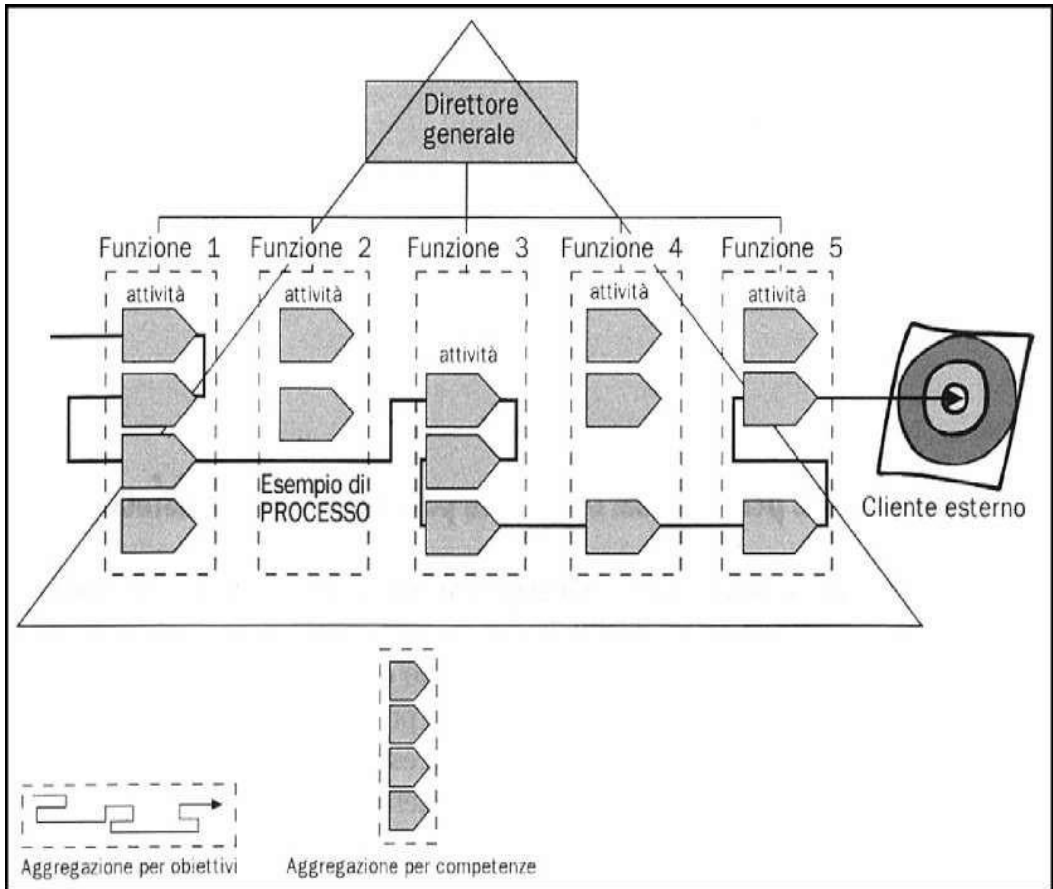 Direttore
generale
Funzione 1
Funzione 2
Funzione 3
Funzione 4
Funzione 5
attività
attività
attività
attività
attività
Esempio di
PROCESSO
Cliente esterno
Aggregazione per obiettivi
Aggregazione per competenze